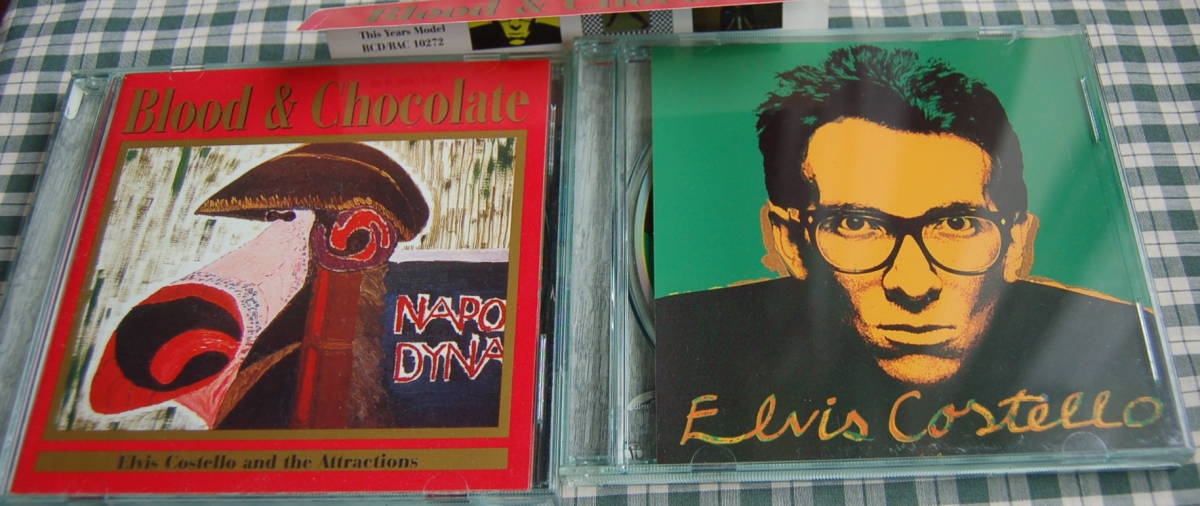 Blood & Chocolate
This Years Model
BCD/BAC 10272
Blood & Chocolate
NAPO
DYNA
Elvis Costello and the Attractions
Elvis Costello